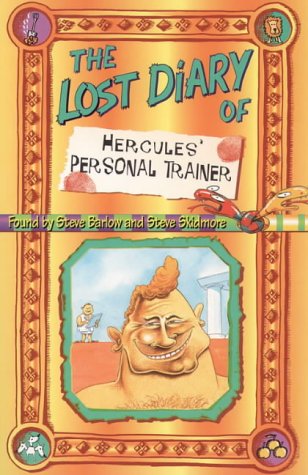 THE
LOST DiARY
OF
HERCULES'
PERSONAL TRAINER
Found by Steve Barlow and Steve Skidmore